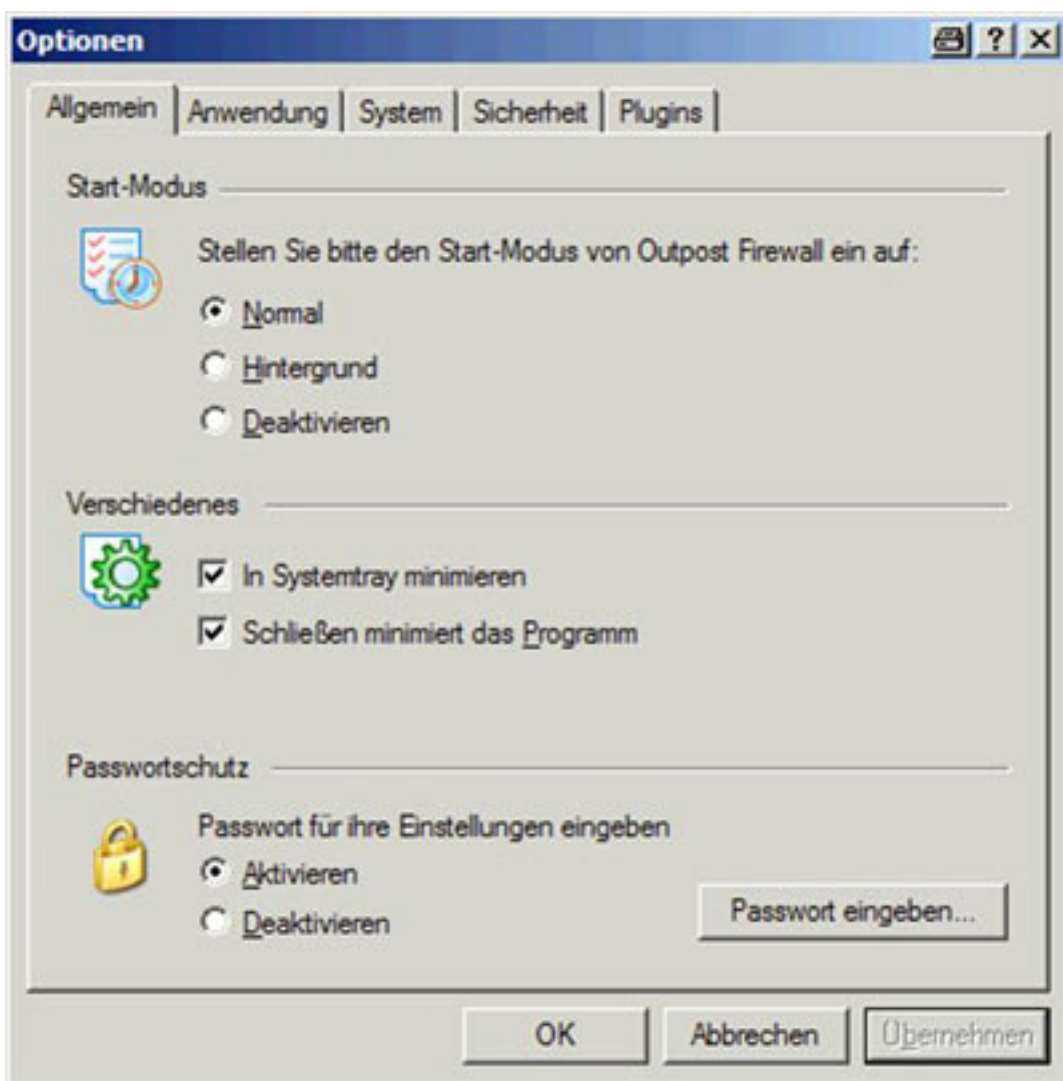 Optionen
Allgemein Anwendung System Sicherheit Plugins
Start-Modus
Stellen Sie bitte den Start-Modus von Outpost Firewall ein auf:
Normal
Hintergrund
Deaktivieren
Verschiedenes
In Systemtray minimieren
Schließen minimiert das Programm
Passwortschutz
Passwort für ihre Einstellungen eingeben
Aktivieren
Deaktivieren
Passwort eingeben...
OK Abbrechen Übernehmen